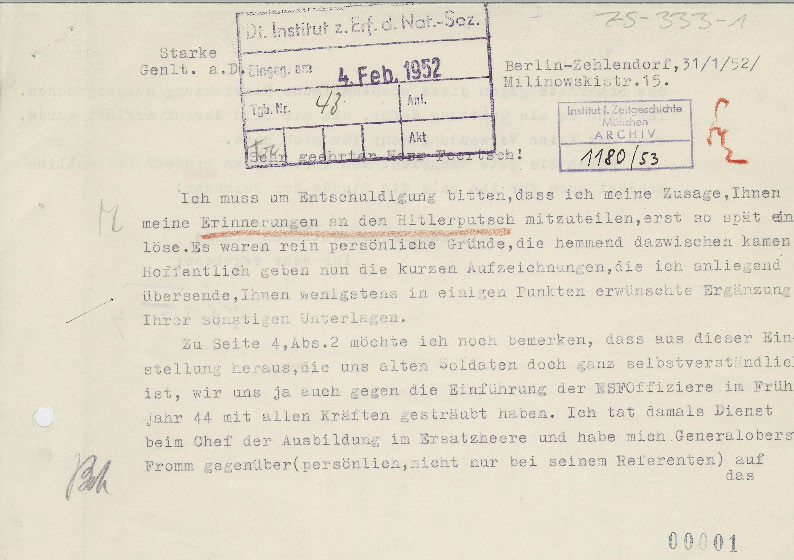 ZS-333-1
Dt. Institut z. Erf. d. Nat.-Soz.
Eingeg. am 4. Feb. 1952
Tgb. Nr. 48
Ant.
Akt
Starke
Genlt. a.D.
Berlin-Zehlendorf,31/1/52/
Milinowskistr.15.
Institut f. Zeitgeschichte
München
ARCHIV
1180/53
Sehr geehrter Herr Foertsch!
Ich muss um Entschuldigung bitten,dass ich meine Zusage,Ihnen
meine Erinnerungen an den Hitlerputsch mitzuteilen,erst so spät ein
löse.Es waren rein persönliche Gründe,die hemmend dazwischen kamen
Hoffentlich geben nun die kurzen Aufzeichnungen,die ich anliegend
übersende,Ihnen wenigstens in einigen Punkten erwünschte Ergänzung
Ihrer sonstigen Unterlagen.
Zu Seite 4,Abs.2 möchte ich noch bemerken, dass aus dieser Ein-
stellung heraus,die uns alten Soldaten doch ganz selbstverständlic
ist, wir uns ja auch gegen die Einführung der NSFOffiziere im Früh
jahr 44 mit allen Kräften gesträubt haben. Ich tat damals Dienst
beim Chef der Ausbildung im Ersatzheere und habe mich Generalobers
Fromm gegenüber(persönlich,nicht nur bei seinem Referenten) auf
das
00001